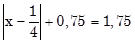 |x − 1/4| + 0,75 = 1,75